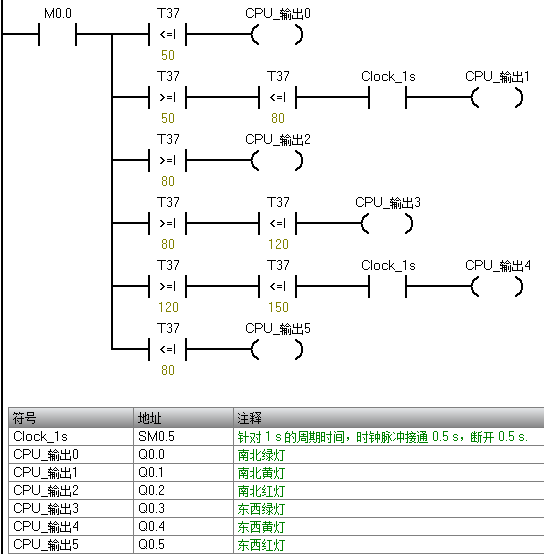 M0.0 T37 CPU_输出0
<=I
50
T37 T37 Clock_1s CPU_输出1
>=I <=I
50 80
T37 CPU_输出2
>=I
80
T37 T37 CPU_输出3
>=I <=I
80 120
T37 T37 Clock_1s CPU_输出4
>=I <=I
120 150
T37 CPU_输出5
<=I
80
符号 地址 注释
Clock_1s SM0.5 针对 1 s 的周期时间，时钟脉冲接通 0.5 s，断开 0.5 s.
CPU_输出0 Q0.0 南北绿灯
CPU_输出1 Q0.1 南北黄灯
CPU_输出2 Q0.2 南北红灯
CPU_输出3 Q0.3 东西绿灯
CPU_输出4 Q0.4 东西黄灯
CPU_输出5 Q0.5 东西红灯